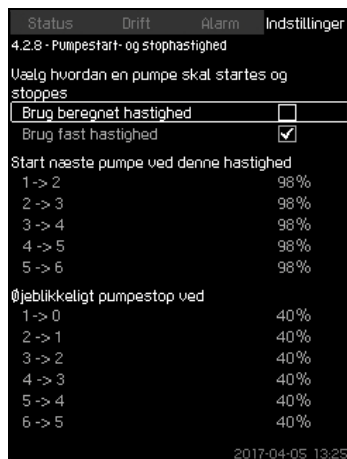 Status Drift Alarm Indstillinger
4.2.8 - Pumpestart- og stophastighed
Vælg hvordan en pumpe skal startes og
stoppes
Brug beregnet hastighed
Brug fast hastighed
Start næste pumpe ved denne hastighed
1 -> 2 98%
2 -> 3 98%
3 -> 4 98%
4 -> 5 98%
5 -> 6 98%
Øjeblikkeligt pumpestop ved
1 -> 0 40%
2 -> 1 40%
3 -> 2 40%
4 -> 3 40%
5 -> 4 40%
6 -> 5 40%
2017-04-05 13:25